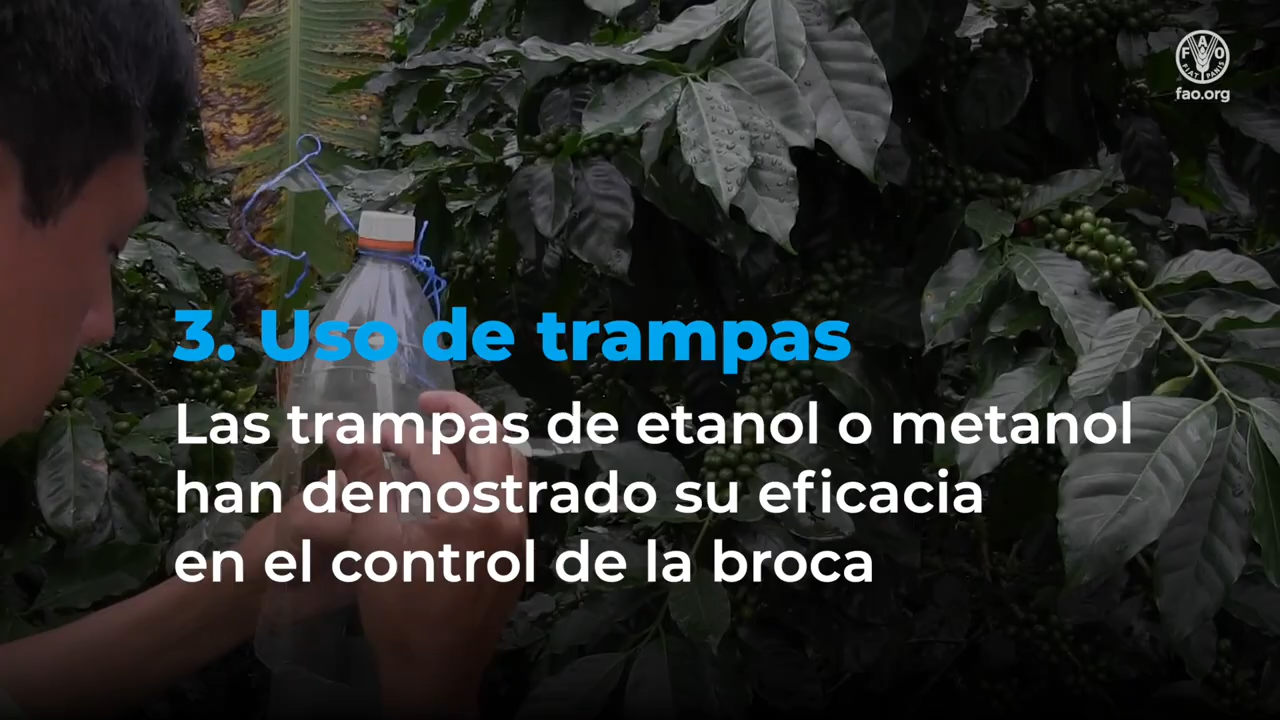 FAO
FIAT PANIS
fao.org
3. Uso de trampas
Las trampas de etanol o metanol
han demostrado su eficacia
en el control de la broca